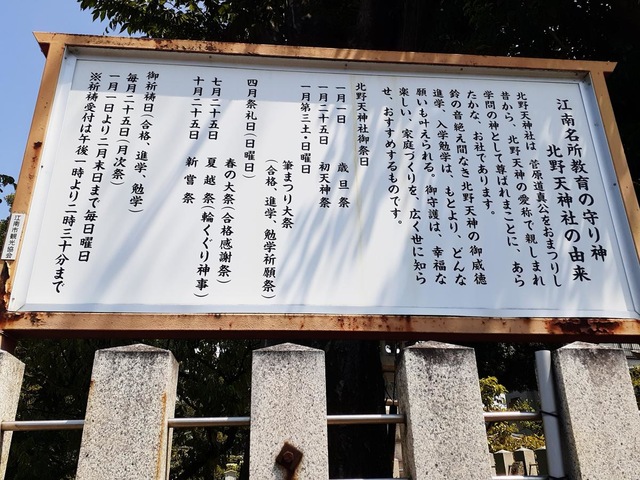 江南名所教育の守り神
北野天神社の由来
北野天神社は 菅原道真公をおまつりし
昔から、北野天神の愛称で親しまれ
学問の神として尊ばれまことに、あら
たかな、お社であります。
鈴の音絶え間なき北野天神の御威徳
進学、入学勉学は、もとより、どんな
願いも叶えられる。御守護は、幸福な
楽しい、家庭づくりを、広く世に知ら
せ、おすすめするものです。
北野天神社御祭日
一月一日 歳旦祭
一月二十五日 初天神祭
一月第三土・日曜日
筆まつり大祭
(合格、進学、勉学祈願祭)
四月祭礼日(日曜日)
春の大祭(合格感謝祭)
七月二十五日 夏越祭(輪くぐり神事)
十月二十五日 新嘗祭
御祈祷日(合格、進学、勉学)
毎月二十五日(月次祭)
一月一日より二月末日まで毎日曜日
※祈祷受付は午後一時より二時三十分まで
江南市観光協会